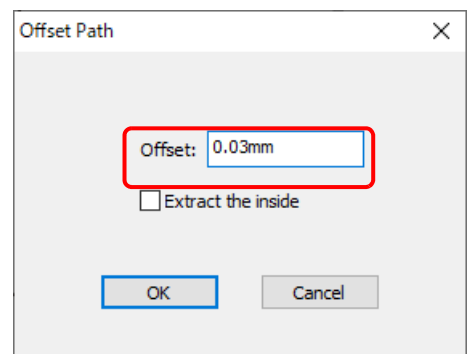 Offset Path
Offset: 0.03mm
Extract the inside
OK Cancel